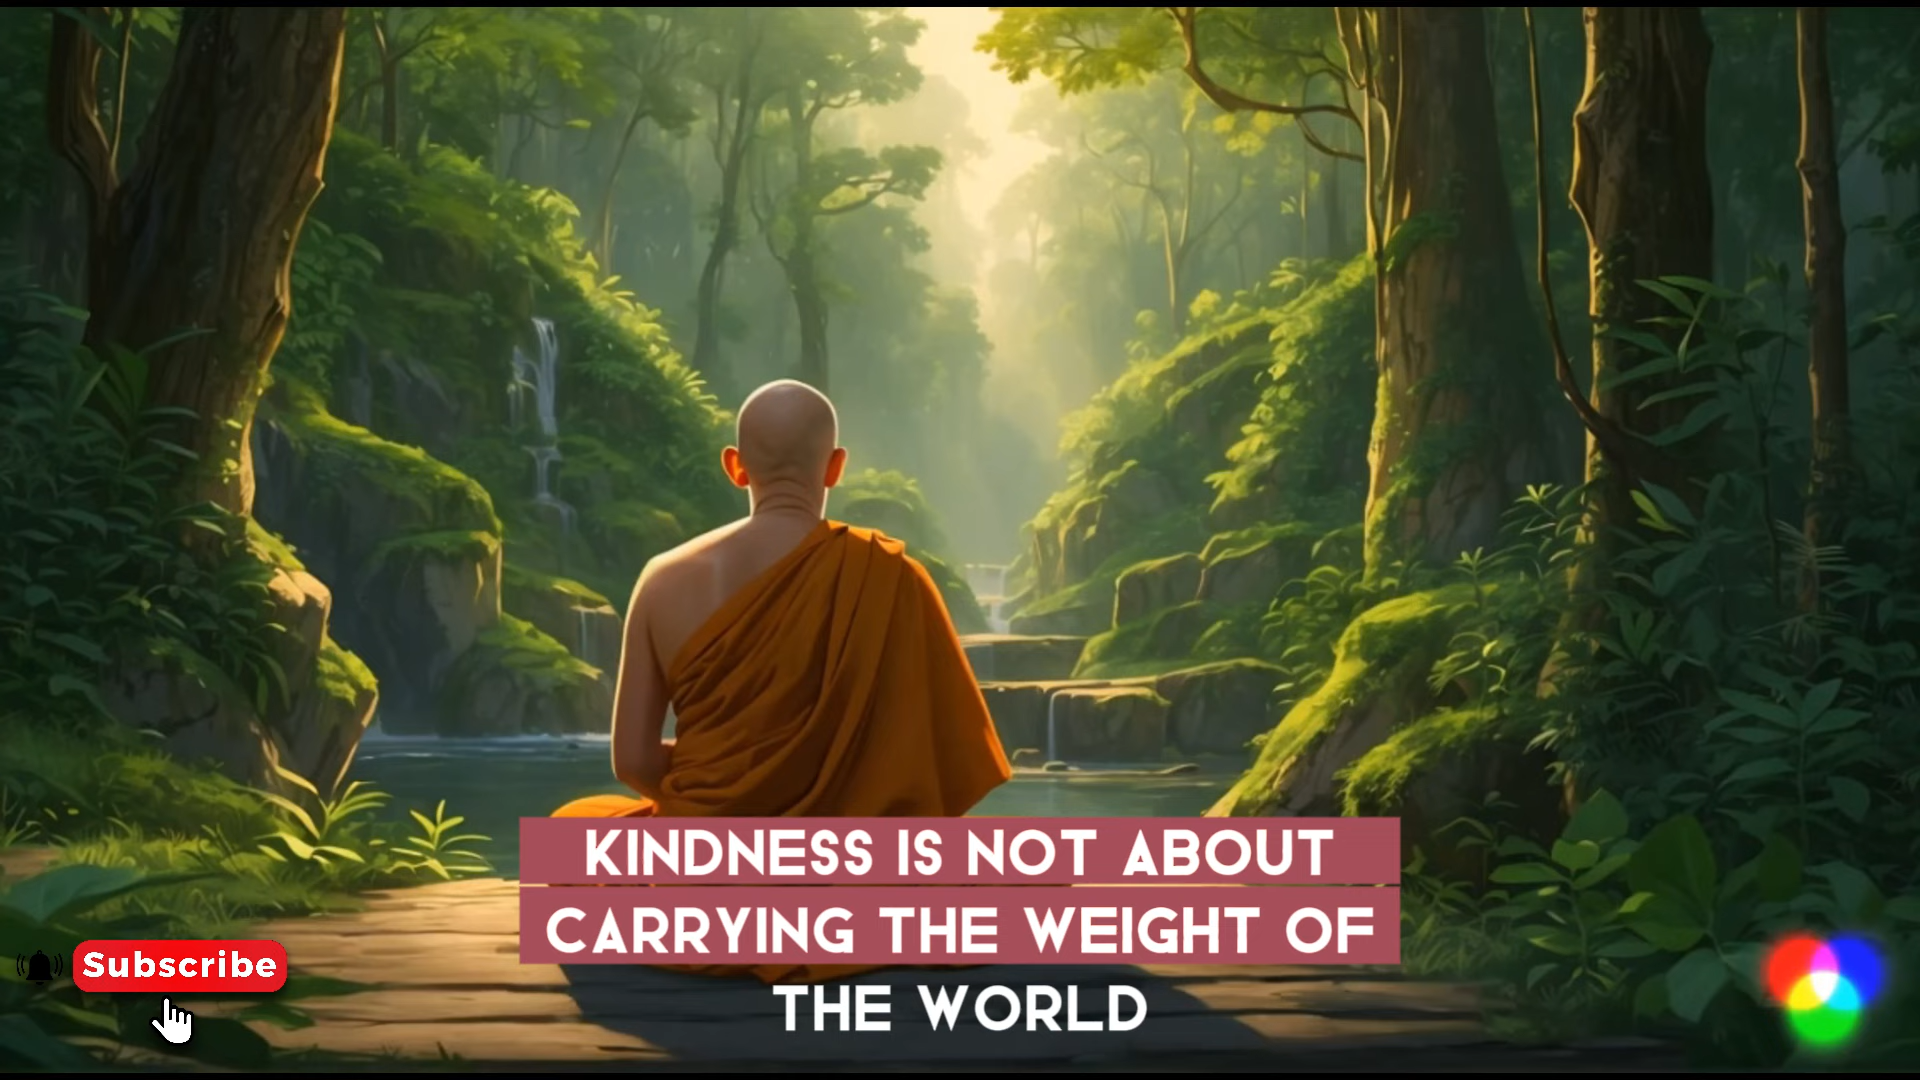 KINDNESS IS NOT ABOUT
CARRYING THE WEIGHT OF
THE WORLD
Subscribe